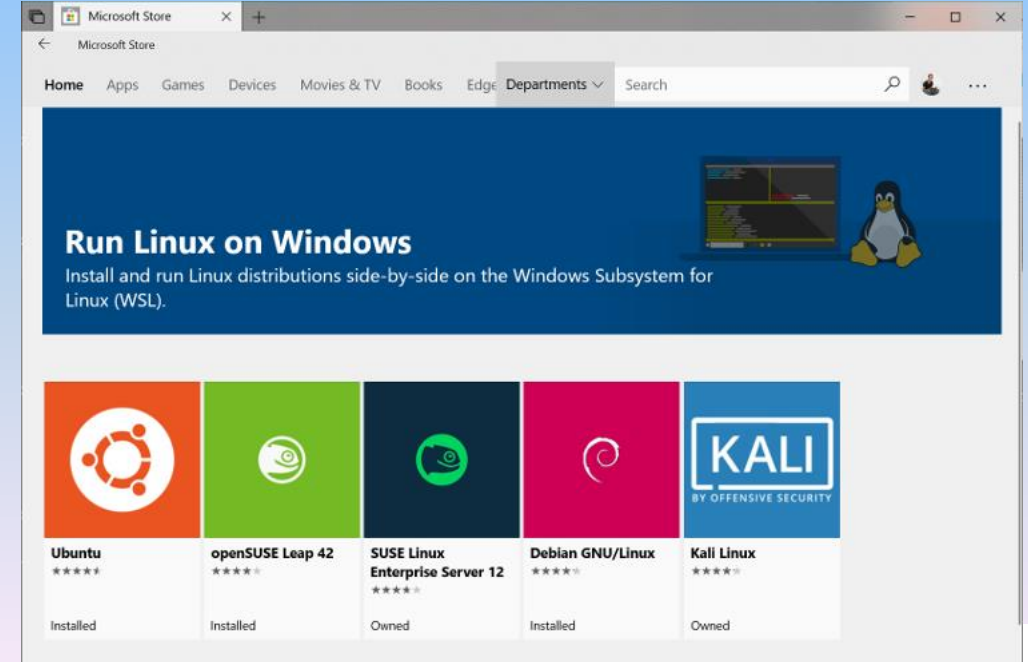 Microsoft Store
Microsoft Store
Home Apps Games Devices Movies & TV Books Edge Departments Search
Run Linux on Windows
Install and run Linux distributions side-by-side on the Windows Subsystem for
Linux (WSL).
KALI
BY OFFENSIVE SECURITY
Ubuntu
Installed
openSUSE Leap 42
Installed
SUSE Linux
Enterprise Server 12
Owned
Debian GNU/Linux
Installed
Kali Linux
Owned